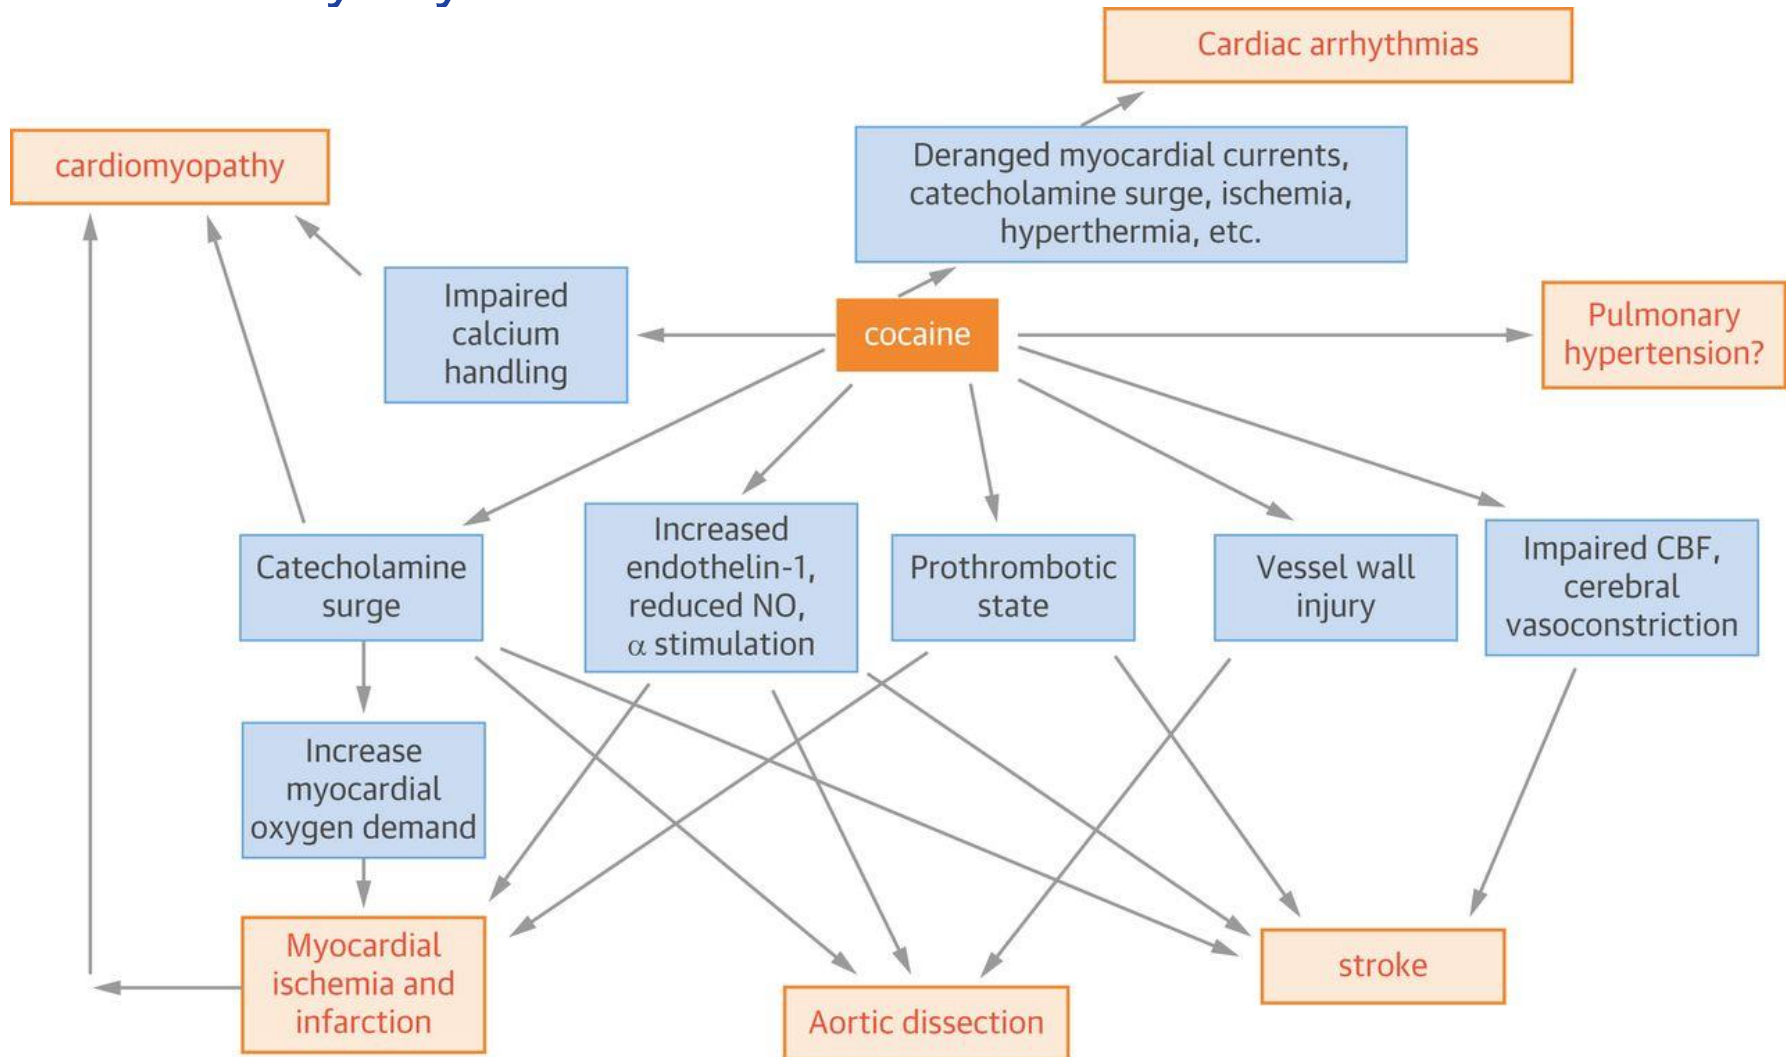 Cardiac arrhythmias
cardiomyopathy
Deranged myocardial currents,
catecholamine surge, ischemia,
hyperthermia, etc.
Impaired
calcium
handling
cocaine
Pulmonary
hypertension?
Catecholamine
surge
Increased
endothelin-1,
reduced NO,
α stimulation
Prothrombotic
state
Vessel wall
injury
Impaired CBF,
cerebral
vasoconstriction
Increase
myocardial
oxygen demand
Myocardial
ischemia and
infarction
Aortic dissection
stroke